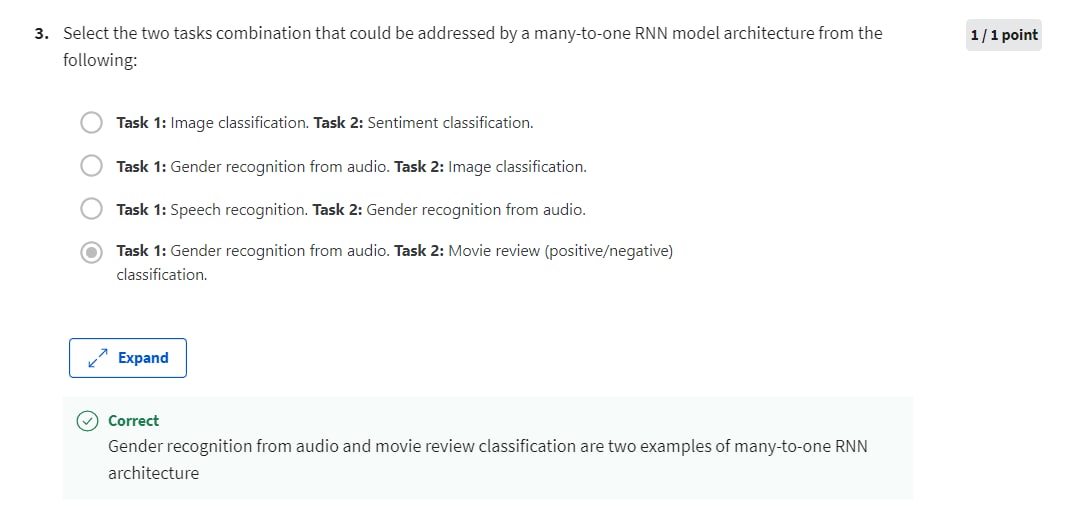 3. Select the two tasks combination that could be addressed by a many-to-one RNN model architecture from the
following:
1 / 1 point
Task 1: Image classification. Task 2: Sentiment classification.
Task 1: Gender recognition from audio. Task 2: Image classification.
Task 1: Speech recognition. Task 2: Gender recognition from audio.
Task 1: Gender recognition from audio. Task 2: Movie review (positive/negative)
classification.
Expand
Correct
Gender recognition from audio and movie review classification are two examples of many-to-one RNN
architecture